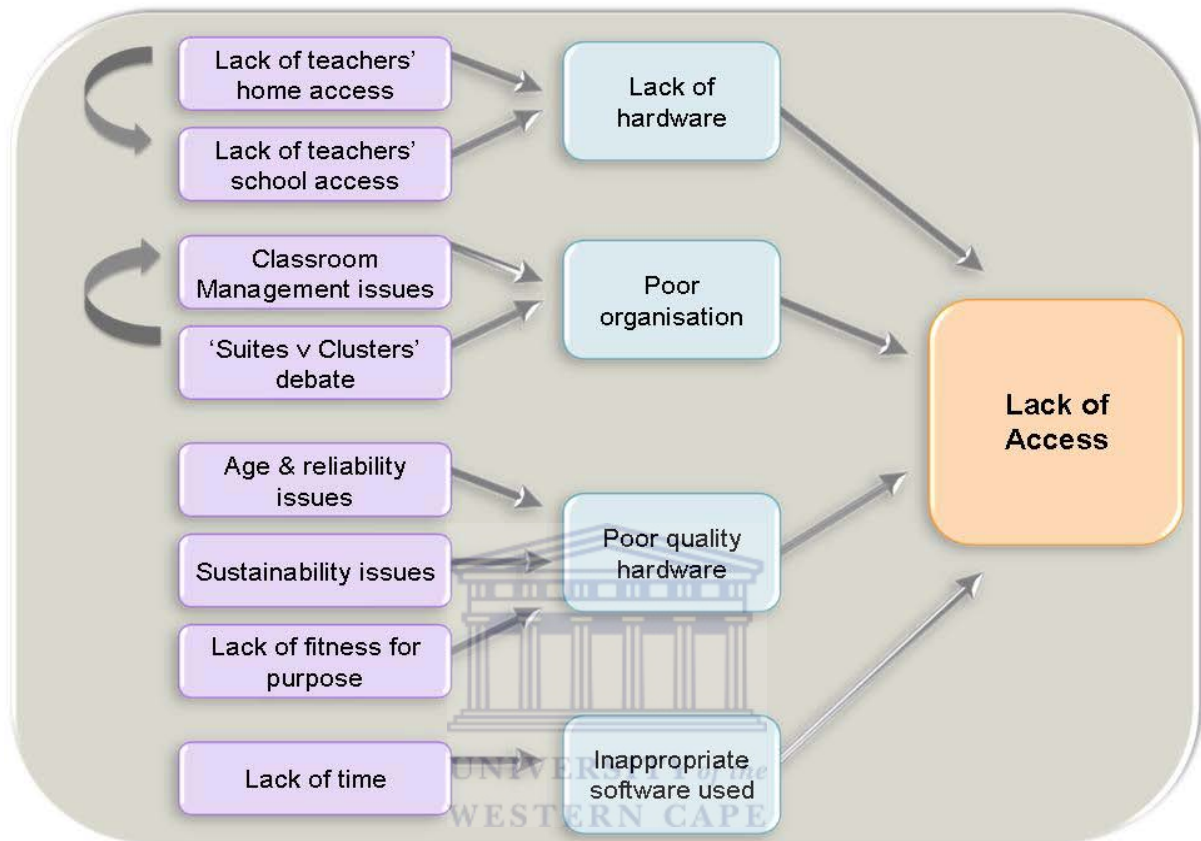 Lack of teachers'
home access
Lack of teachers'
school access
Classroom
Management issues
'Suites v Clusters'
debate
Age & reliability
issues
Sustainability issues
Lack of fitness for
purpose
Lack of time
Lack of
hardware
Poor
organisation
Poor quality
hardware
Inappropriate
software used
Lack of
Access
UNIVERSITY of the
WESTERN CAPE